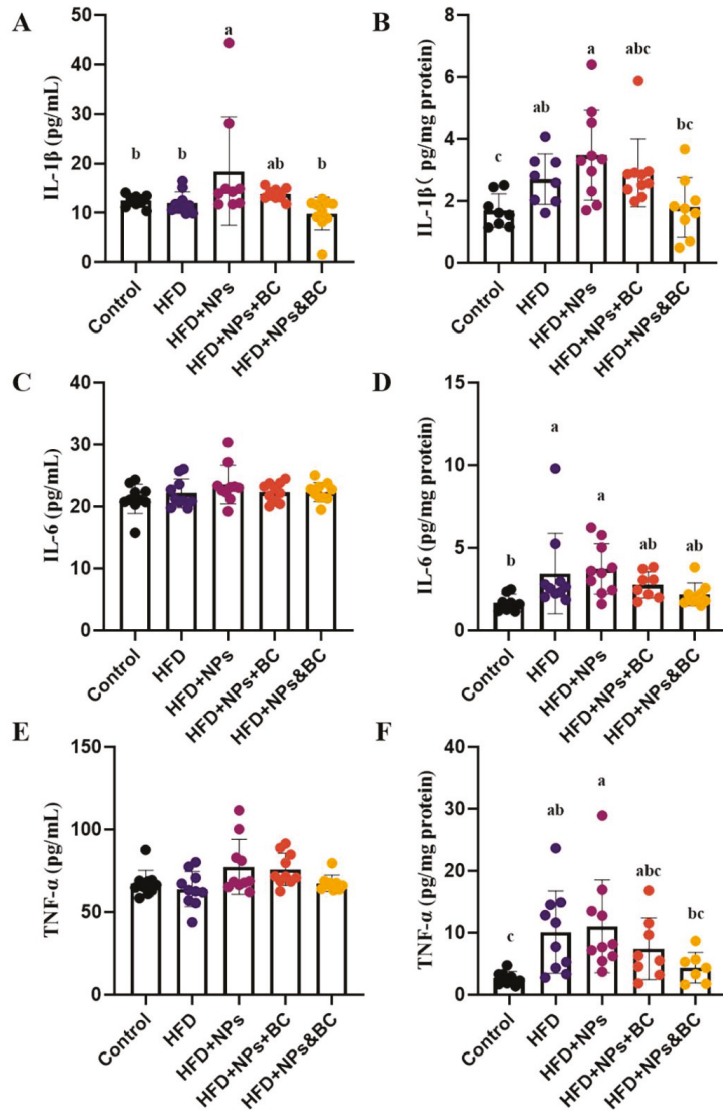 A
IL-1β (pg/mL)
50
40
30
20
10
0
b
b
a
ab
b
Control
HFD
HFD+NPs
HFD+NPs+BC
HFD+NPs&BC
B
IL-1β( pg/mg protein)
8
6
4
2
0
c
ab
a
abc
bc
Control
HFD
HFD+NPs
HFD+NPs+BC
HFD+NPs&BC
C
IL-6 (pg/mL)
40
30
20
10
0
Control
HFD
HFD+NPs
HFD+NPs+BC
HFD+NPs&BC
D
IL-6 (pg/mg protein)
15
10
5
0
b
a
a
ab
ab
Control
HFD
HFD+NPs
HFD+NPs+BC
HFD+NPs&BC
E
TNF-α (pg/mL)
150
100
50
0
Control
HFD
HFD+NPs
HFD+NPs+BC
HFD+NPs&BC
F
TNF-α (pg/mg protein)
40
30
20
10
0
c
ab
a
abc
bc
Control
HFD
HFD+NPs
HFD+NPs+BC
HFD+NPs&BC